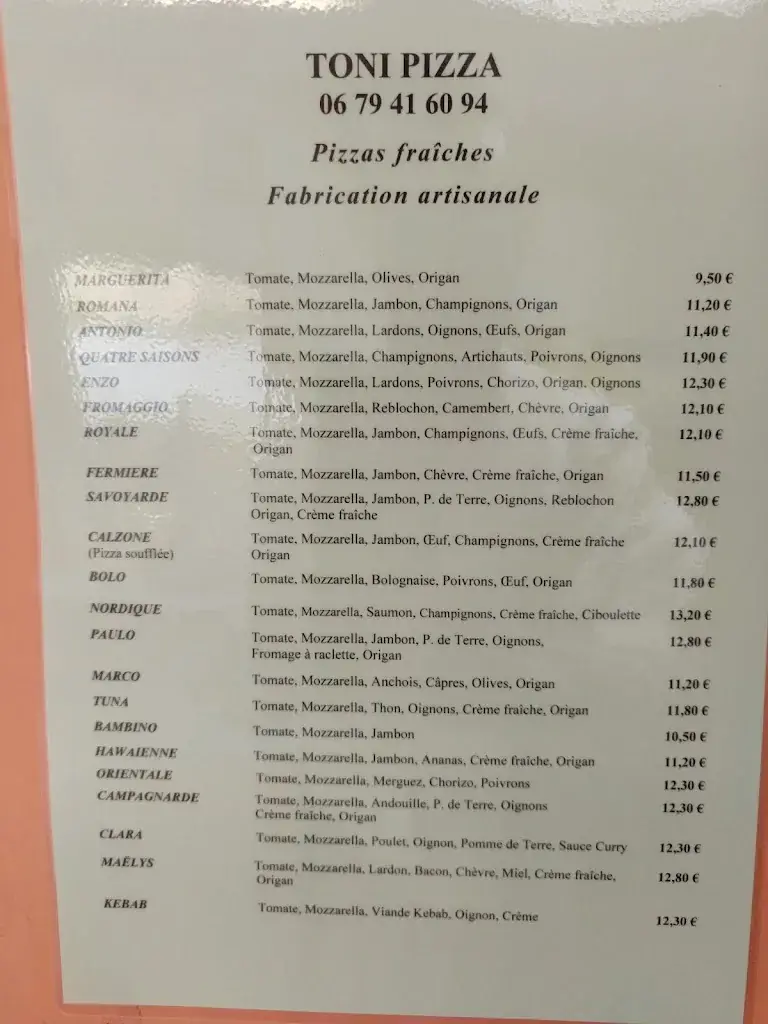 TONI PIZZA
06 79 41 60 94
Pizzas fraîches
Fabrication artisanale
MARGUERITA Tomate, Mozzarella, Olives, Origan 9,50 €
ROMANA Tomate, Mozzarella, Jambon, Champignons, Origan 11,20 €
ANTONIO Tomate, Mozzarella, Lardons, Oignons, Œufs, Origan 11,40 €
QUATRE SAISONS Tomate, Mozzarella, Champignons, Artichauts, Poivrons, Oignons 11,90 €
ENZO Tomate, Mozzarella, Lardons, Poivrons, Chorizo, Origan. Oignons 12,30 €
FROMAGGIO Tomate, Mozzarella, Reblochon, Camembert, Chèvre, Origan 12,10 €
ROYALE Tomate, Mozzarella, Jambon, Champignons, Œufs, Crème fraîche, 12,10 €
Origan
FERMIERE Tomate, Mozzarella, Jambon, Chèvre, Crème fraîche, Origan 11,50 €
SAVOYARDE Tomate, Mozzarella, Jambon, P. de Terre, Oignons, Reblochon 12,80 €
Origan, Crème fraîche
CALZONE Tomate, Mozzarella, Jambon, Œuf, Champignons, Crème fraîche 12,10 €
(Pizza soufflée) Origan
BOLO Tomate, Mozzarella, Bolognaise, Poivrons, Œuf, Origan 11,80 €
NORDIQUE Tomate, Mozzarella, Saumon, Champignons, Crème fraîche, Ciboulette 13,20 €
PAULO Tomate, Mozzarella, Jambon, P. de Terre, Oignons, 12,80 €
Fromage à raclette, Origan
MARCO Tomate, Mozzarella, Anchois, Câpres, Olives, Origan 11,20 €
TUNA Tomate, Mozzarella, Thon, Oignons, Crème fraîche, Origan 11,80 €
BAMBINO Tomate, Mozzarella, Jambon 10,50 €
HAWAIENNE Tomate, Mozzarella, Jambon, Ananas, Crème fraîche, Origan 11,20 €
ORIENTALE Tomate, Mozzarella, Merguez, Chorizo, Poivrons 12,30 €
CAMPAGNARDE Tomate, Mozzarella, Andouille, P. de Terre, Oignons 12,30 €
Crème fraîche, Origan
CLARA Tomate, Mozzarella, Poulet, Oignon, Pomme de Terre, Sauce Curry 12,30 €
MAËLYS Tomate, Mozzarella, Lardon, Bacon, Chèvre, Miel, Crème fraîche, 12,80 €
Origan
KEBAB Tomate, Mozzarella, Viande Kebab, Oignon, Crème 12,30 €